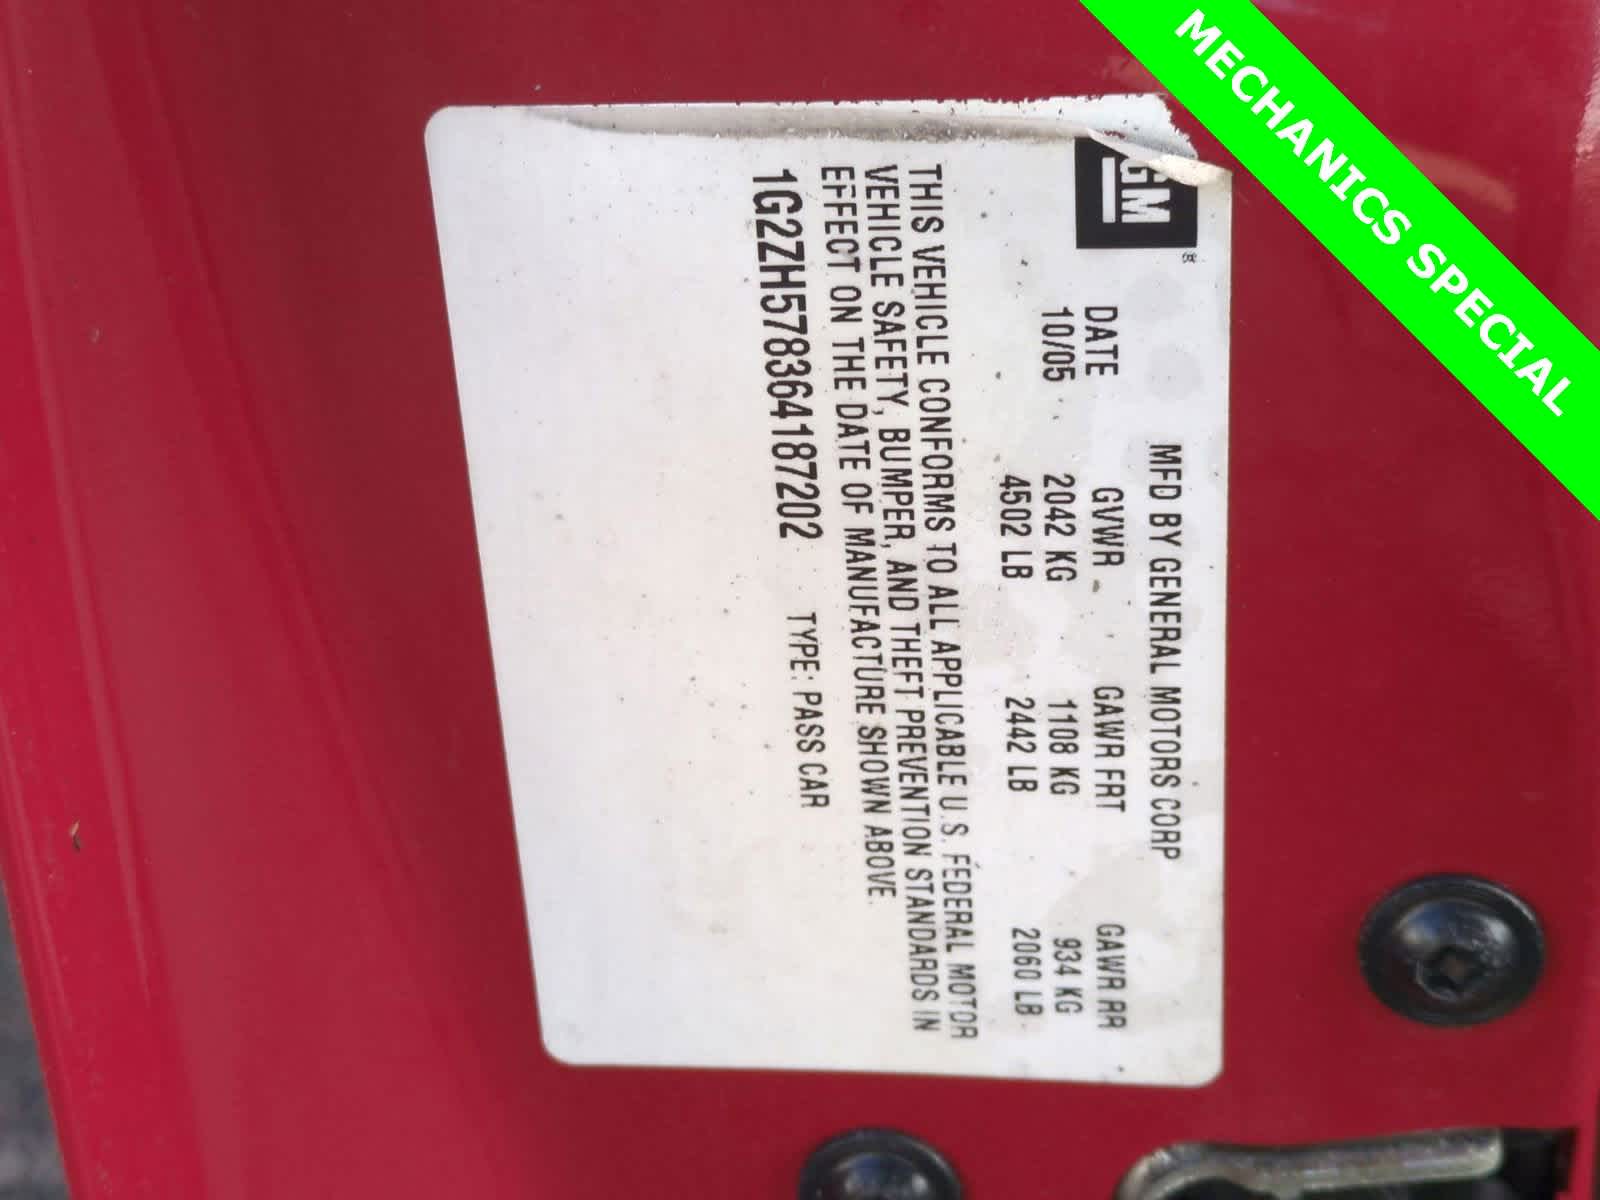 MECHANICS SPECIAL
GM
MFD BY GENERAL MOTORS CORP
DATE GVWR GAWR FRT GAWR RR
10/05 2042 KG 1108 KG 934 KG
4502 LB 2442 LB 2060 LB
THIS VEHICLE CONFORMS TO ALL APPLICABLE U.S. FEDERAL MOTOR
VEHICLE SAFETY, BUMPER, AND THEFT PREVENTION STANDARDS IN
EFFECT ON THE DATE OF MANUFACTURE SHOWN ABOVE.
1G2ZH578364187202 TYPE: PASS CAR